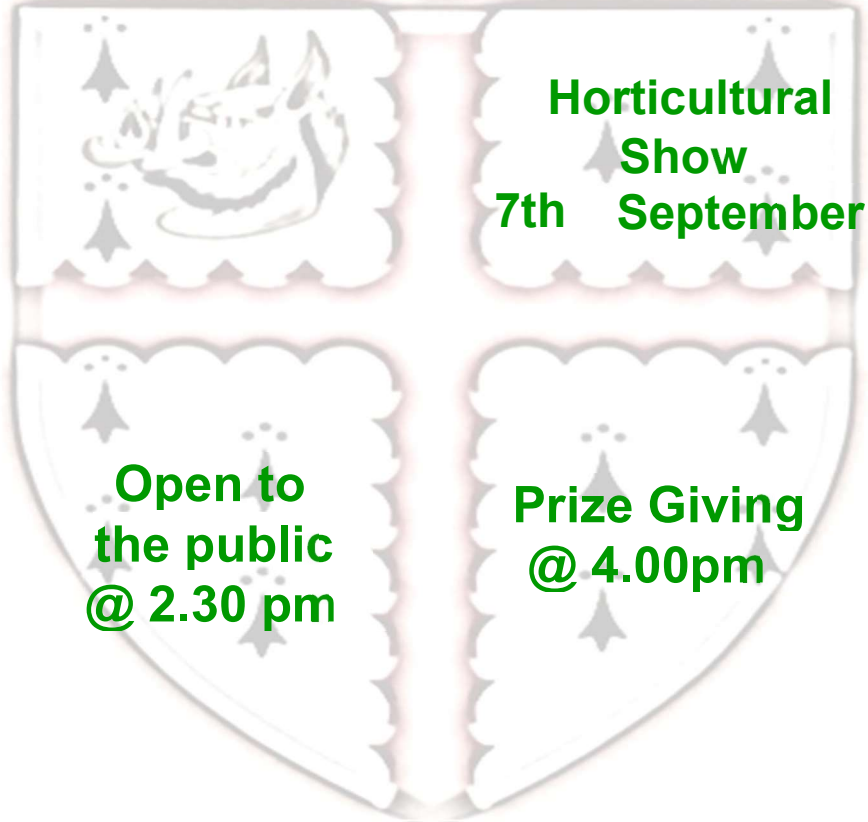 Horticultural
Show
7th September
Open to
the public
@ 2.30 pm
Prize Giving
@ 4.00pm